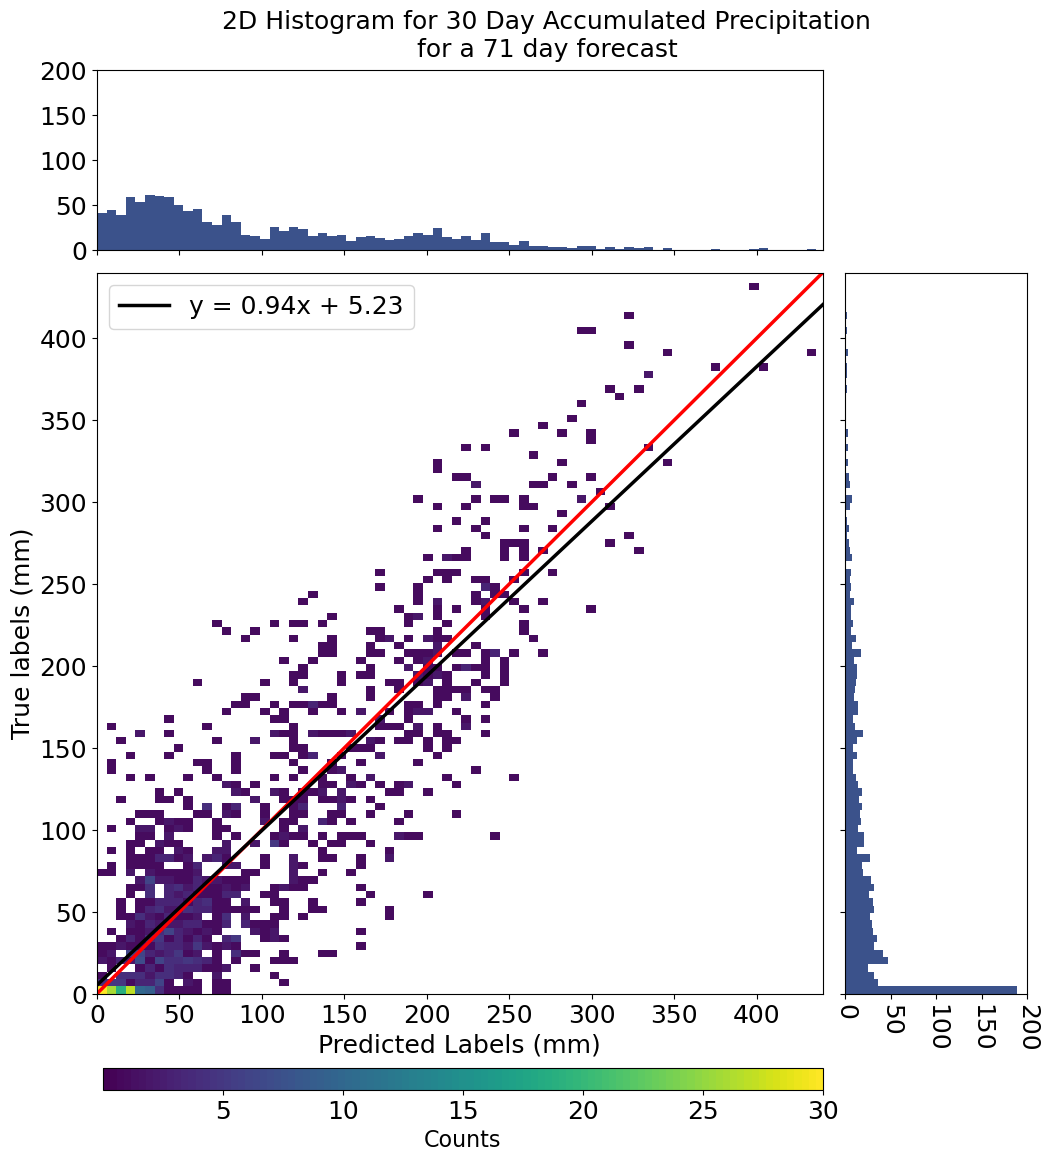 2D Histogram for 30 Day Accumulated Precipitation
for a 71 day forecast
200
150
100
50
0
y = 0.94x + 5.23
True labels (mm)
400
350
300
250
200
150
100
50
0
0 50 100 150 200 250 300 350 400
Predicted Labels (mm)
0 50 100 150 200
5 10 15 20 25 30
Counts